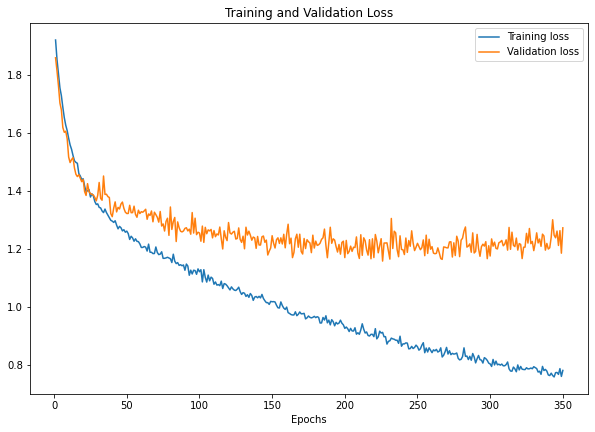 Training and Validation Loss
Training loss
Validation loss
1.8
1.6
1.4
1.2
1.0
0.8
0 50 100 150 200 250 300 350
Epochs